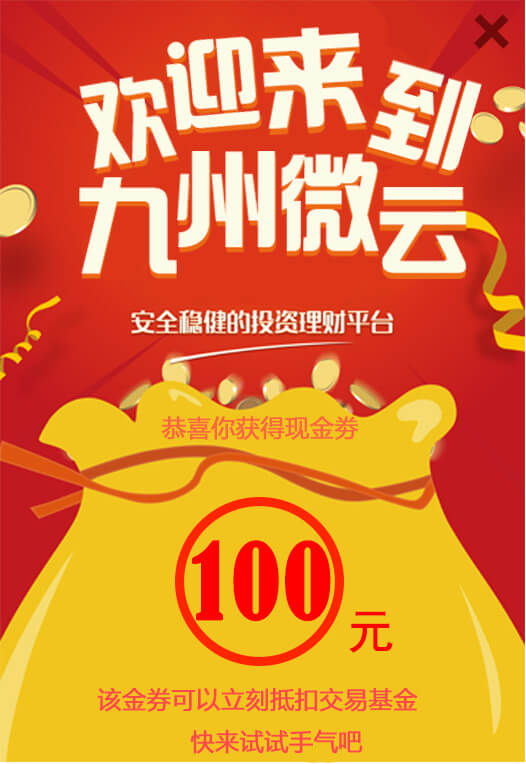 欢迎来到
九州微云
安全稳健的投资理财平台
恭喜你获得现金券
100
元
该金券可以立刻抵扣交易基金
快来试试手气吧